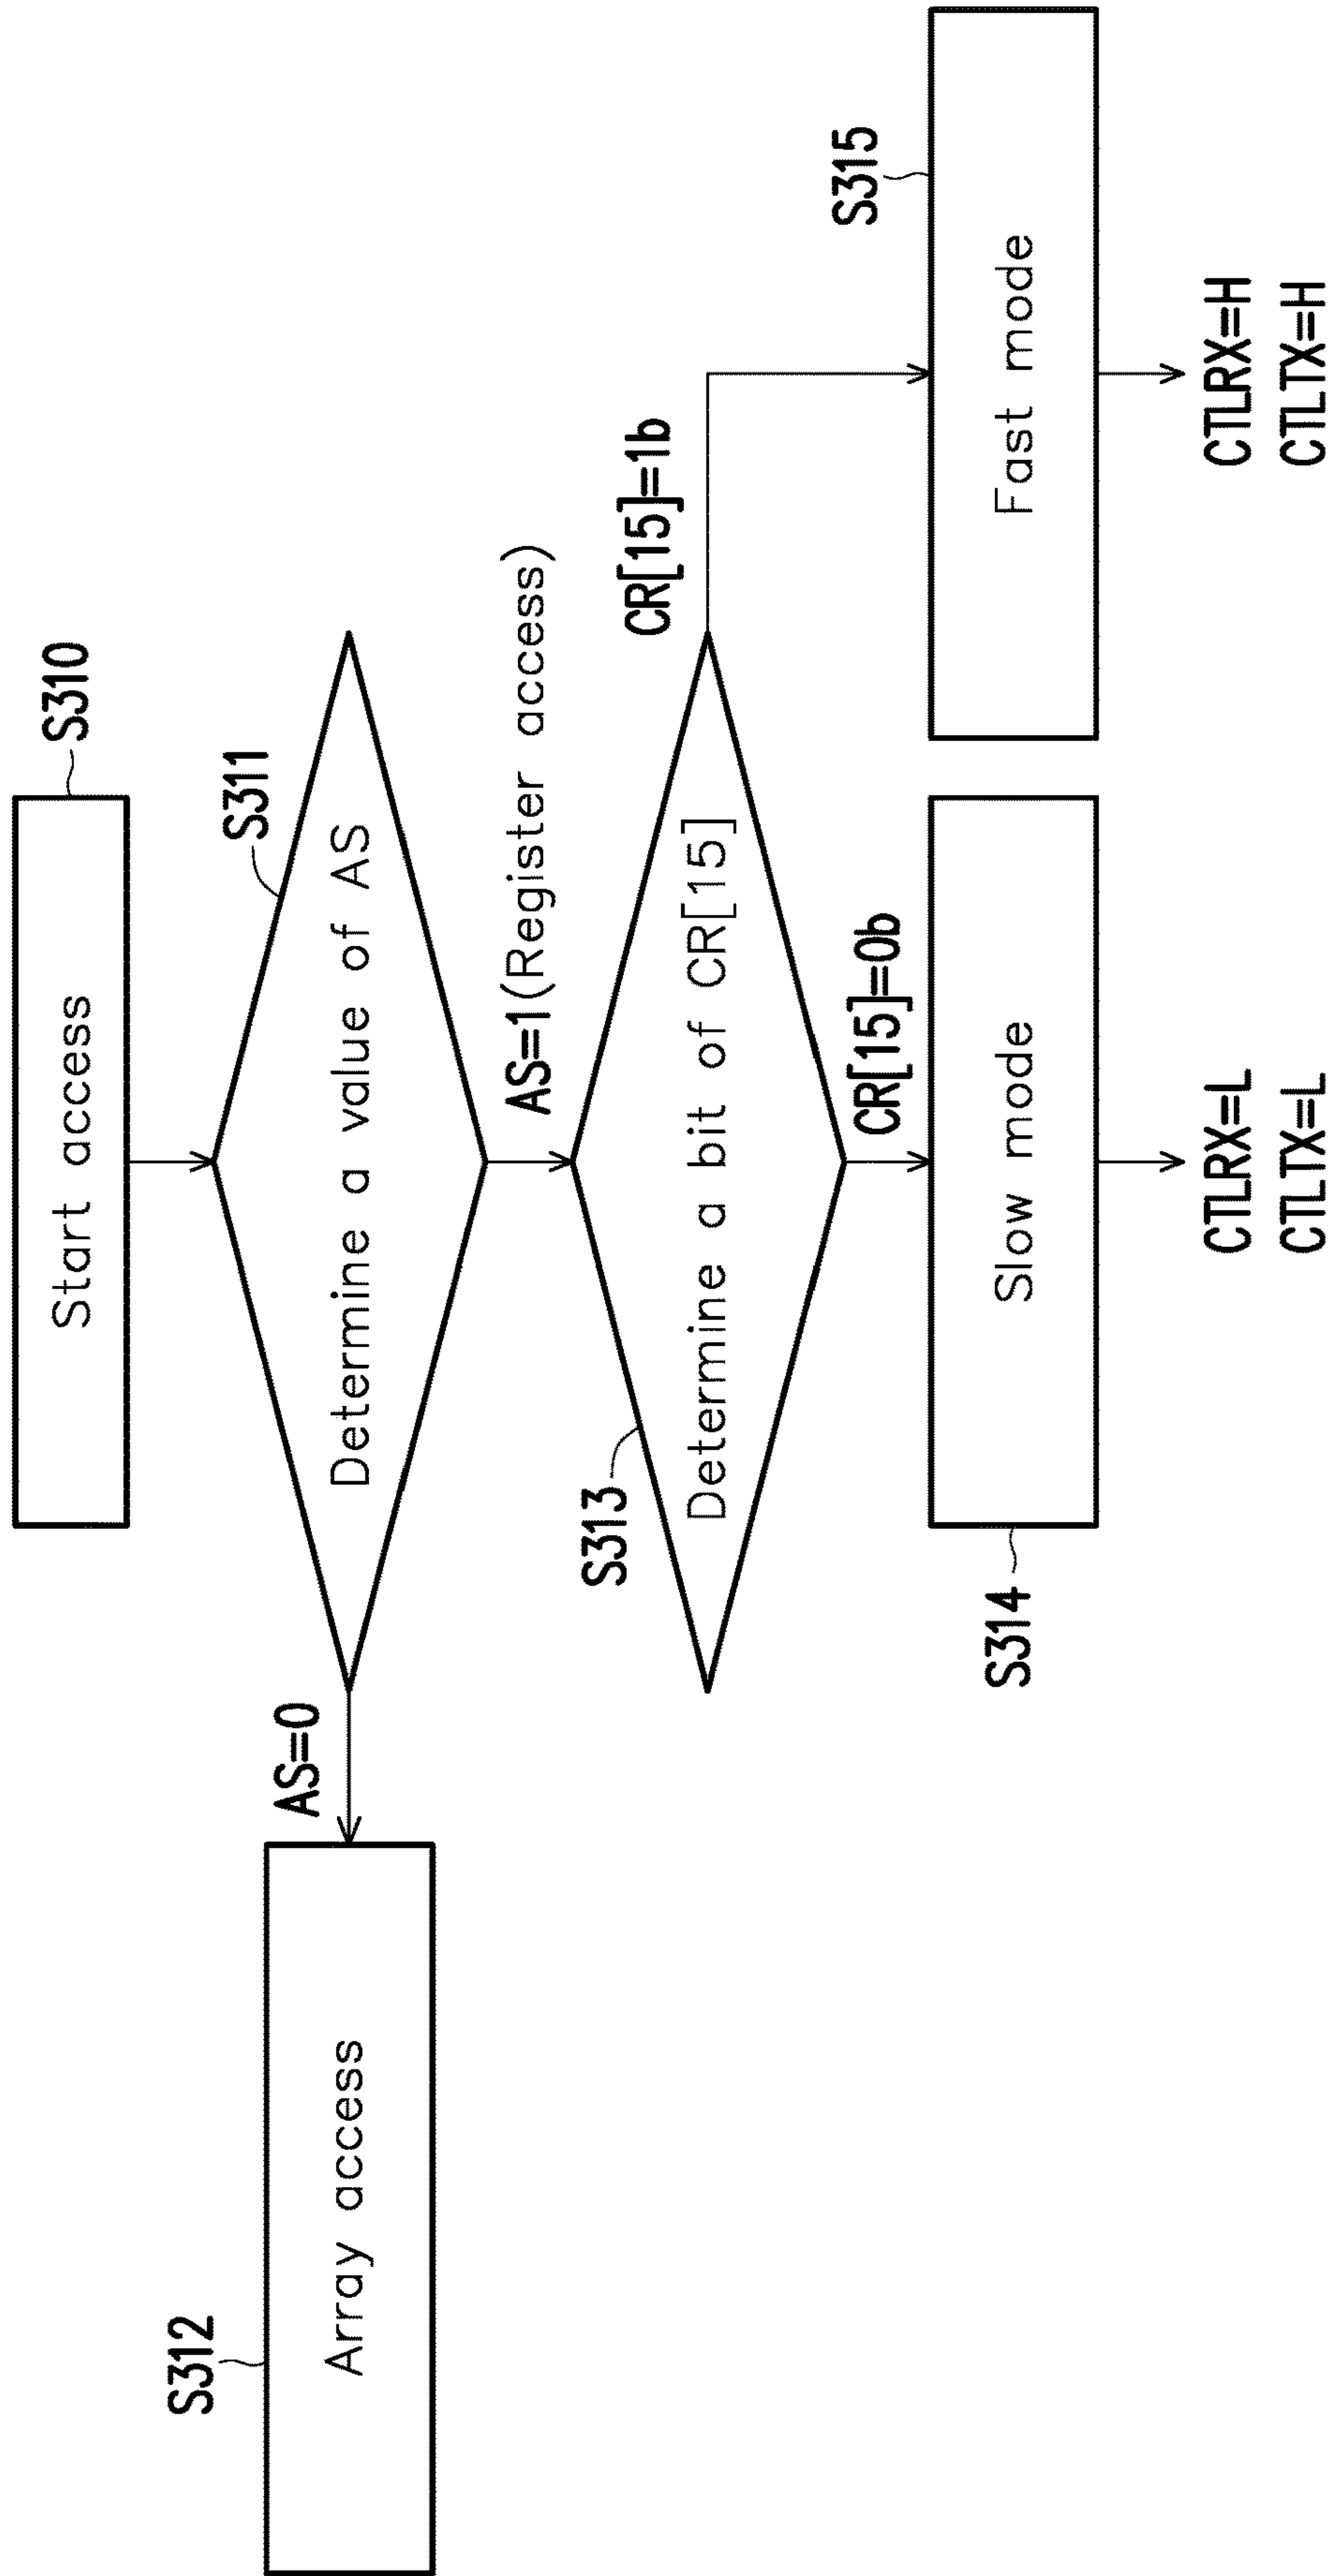 Start access
S310
S311
Determine a value of AS
AS=0
S312
Array access
AS=1(Register access)
S313
Determine a bit of CR[15]
CR[15]=1b
CR[15]=0b
S314
Slow mode
S315
Fast mode
CTLRX=L
CTLTX=L
CTLRX=H
CTLTX=H